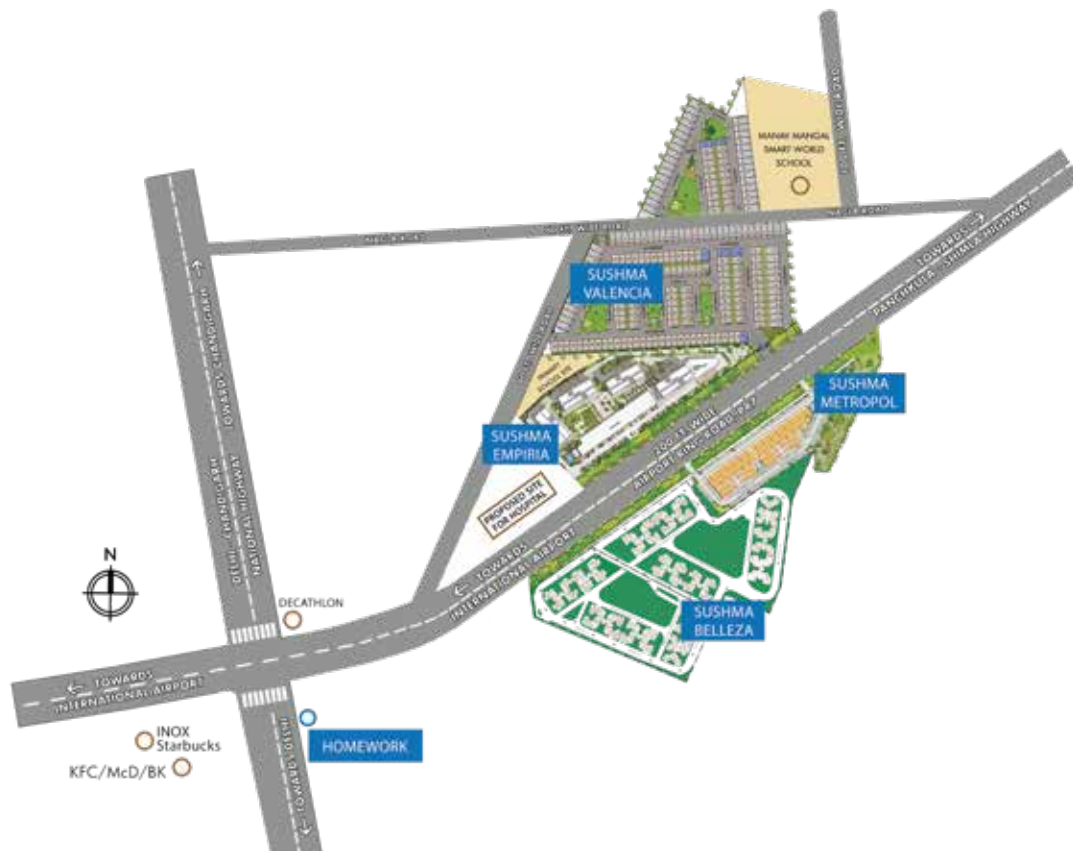 MANAV MANGAL
SMART WORLD
SCHOOL
SUSHMA
VALENCIA
TOWARDS
PANCHKULA - SHIMLA HIGHWAY
SUSHMA
METROPOL
SUSHMA
EMPIRIA
200 FT. WIDE
AIRPORT RING ROAD-PR7
PROPOSED SITE
FOR HOSPITAL
TOWARDS CHANDIGARH
DELHI - CHANDIGARH
NATIONAL HIGHWAY
N
TOWARDS
INTERNATIONAL AIRPORT
SUSHMA
BELLEZA
DECATHLON
TOWARDS
INTERNATIONAL AIRPORT
INOX
Starbucks
KFC/McD/BK
HOMEWORK
TOWARDS DELHI